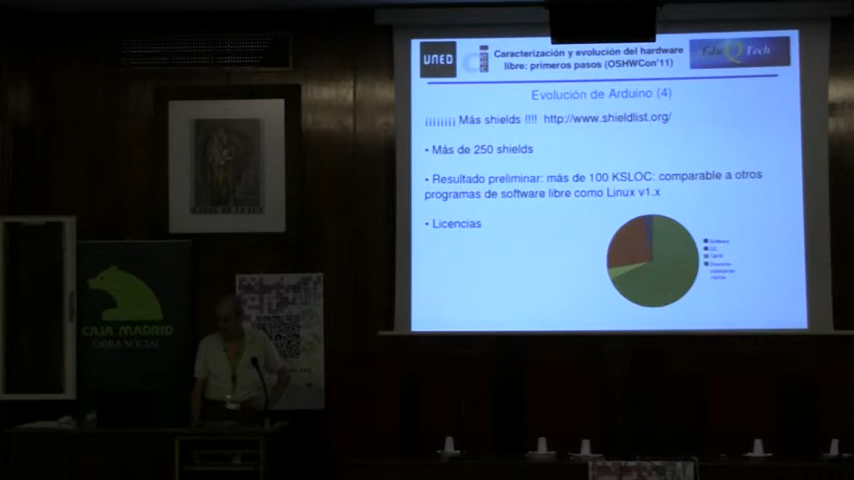 UNED
Caracterización y evolución del hardware
libre: primeros pasos (OSHWCon'11)
EduQTech
Evolución de Arduino (4)
¡¡¡¡¡¡¡¡ Más shields !!!! http://www.shieldlist.org/
• Más de 250 shields
• Resultado preliminar: más de 100 KSLOC: comparable a otros
programas de software libre como Linux v1.x
• Licencias
CAJA MADRID
OBRA SOCIAL